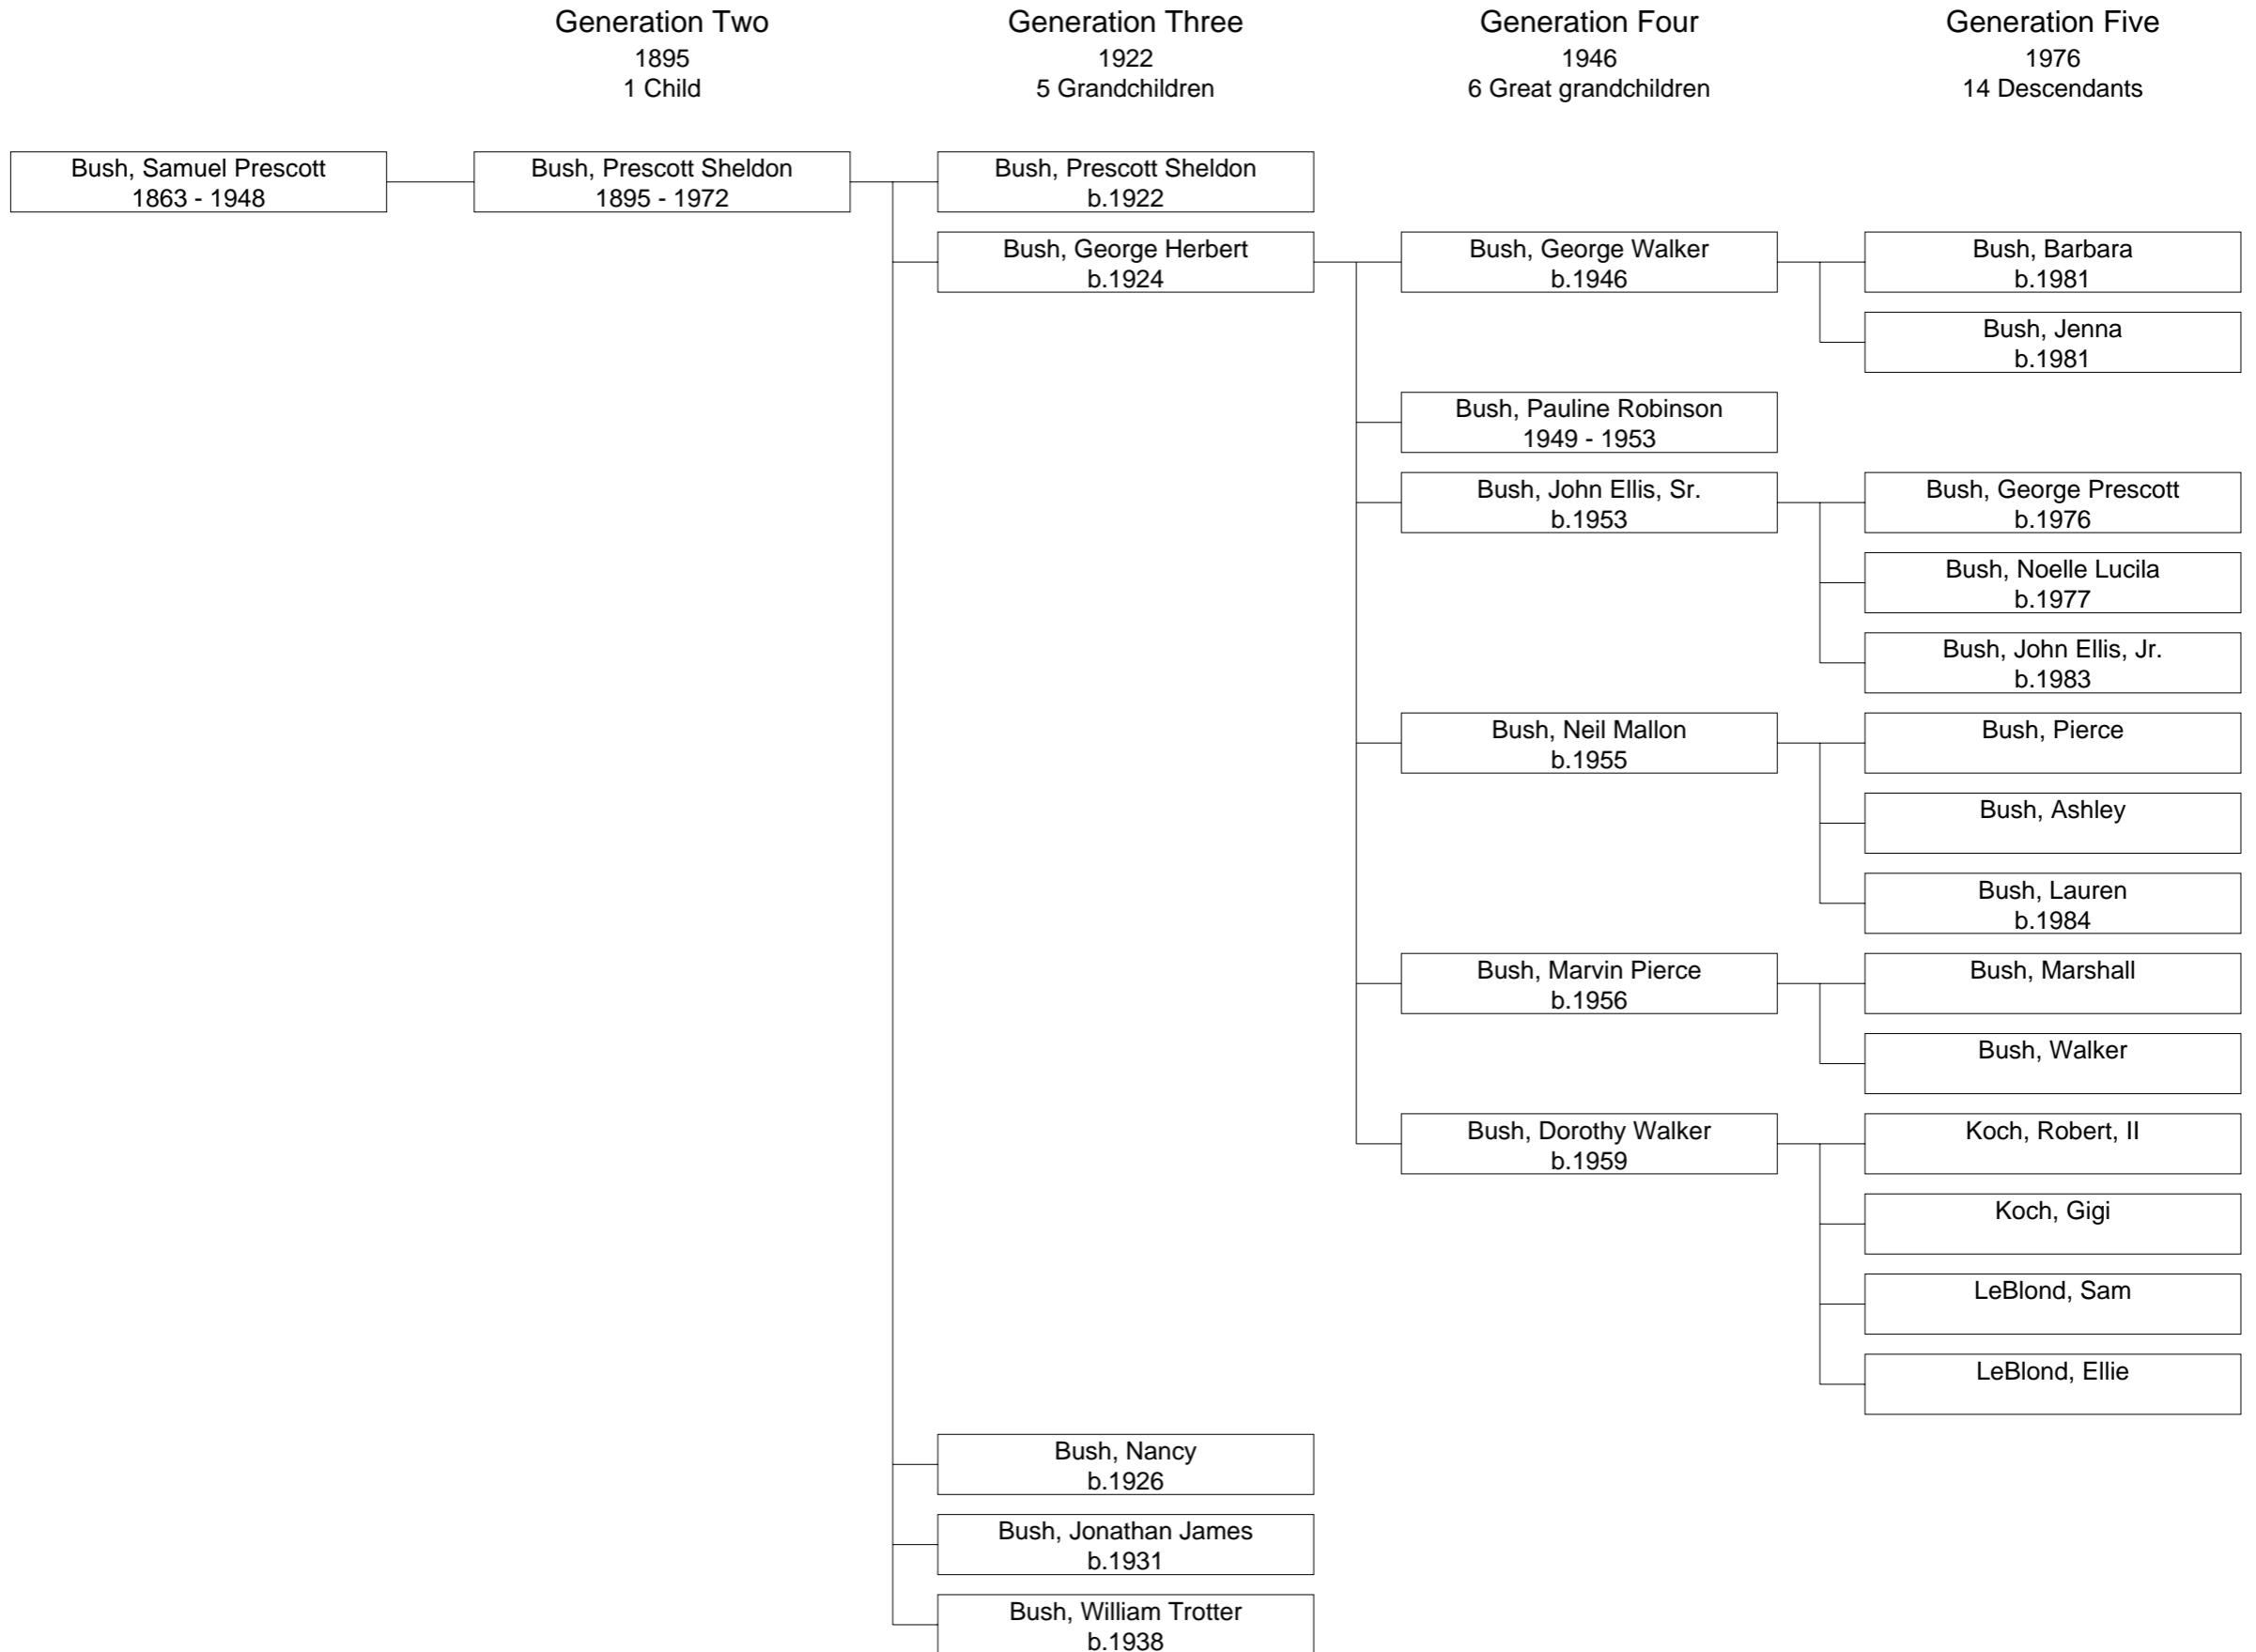 Generation Two
1895
1 Child
Generation Three
1922
5 Grandchildren
Generation Four
1946
6 Great grandchildren
Generation Five
1976
14 Descendants
Bush, Samuel Prescott
1863 - 1948
Bush, Prescott Sheldon
1895 - 1972
Bush, Prescott Sheldon
b.1922
Bush, George Herbert
b.1924
Bush, George Walker
b.1946
Bush, Barbara
b.1981
Bush, Jenna
b.1981
Bush, Pauline Robinson
1949 - 1953
Bush, John Ellis, Sr.
b.1953
Bush, George Prescott
b.1976
Bush, Noelle Lucila
b.1977
Bush, John Ellis, Jr.
b.1983
Bush, Neil Mallon
b.1955
Bush, Pierce
Bush, Ashley
Bush, Lauren
b.1984
Bush, Marvin Pierce
b.1956
Bush, Marshall
Bush, Walker
Bush, Dorothy Walker
b.1959
Koch, Robert, II
Koch, Gigi
LeBlond, Sam
LeBlond, Ellie
Bush, Nancy
b.1926
Bush, Jonathan James
b.1931
Bush, William Trotter
b.1938